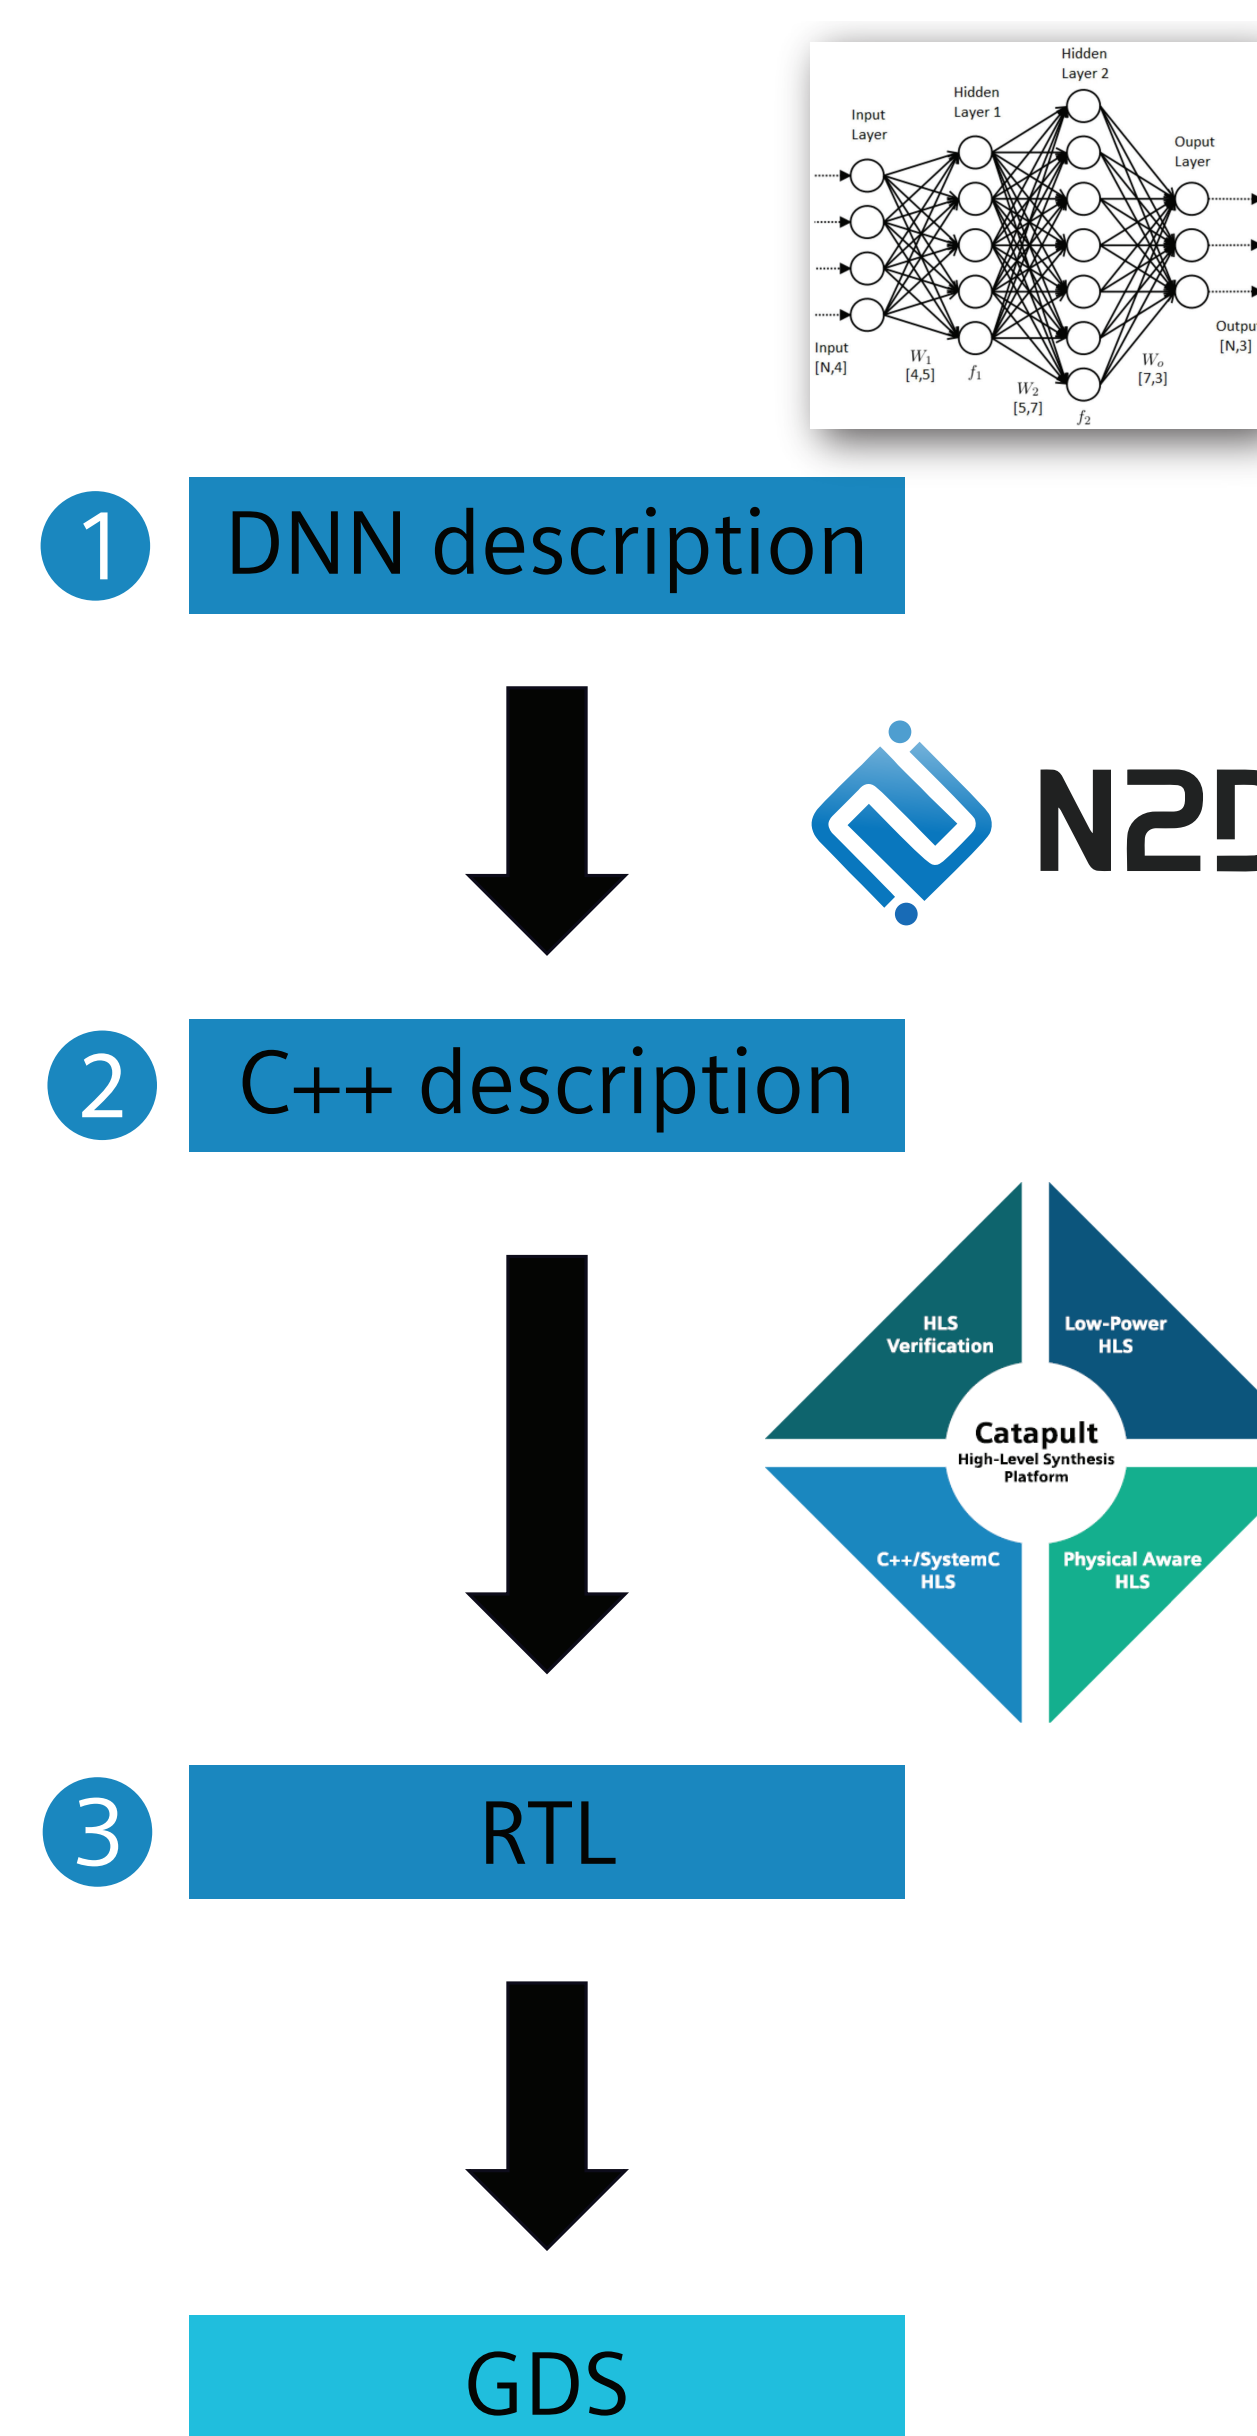 Hidden
Layer 2
Hidden
Layer 1
Input
Layer
Ouput
Layer
Input
[N,4]
W1
[4,5]
f1
W2
[5,7]
f2
Wo
[7,3]
Output
[N,3]
1
DNN description
N2D
2
C++ description
HLS
Verification
Low-Power
HLS
Catapult
High-Level Synthesis
Platform
C++/SystemC
HLS
Physical Aware
HLS
3
RTL
GDS